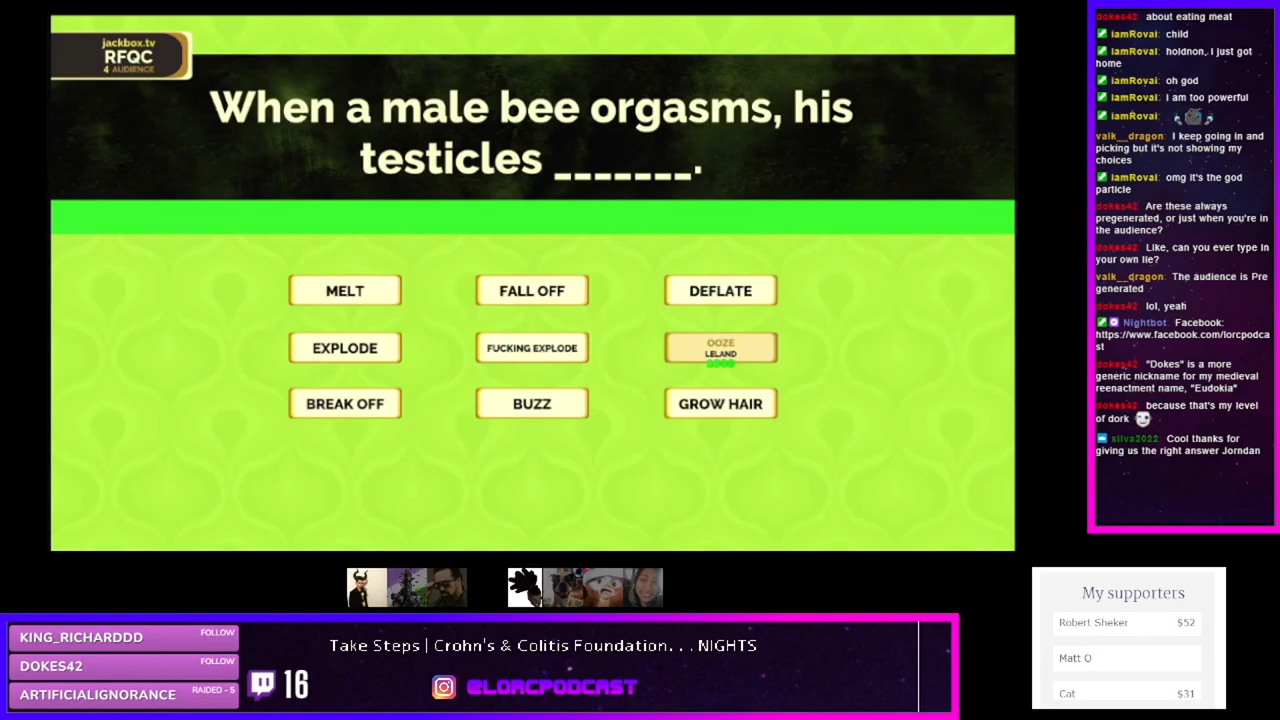 jackbox.tv
RFQC
4 AUDIENCE
When a male bee orgasms, his
testicles _______.
MELT
FALL OFF
DEFLATE
EXPLODE
FUCKING EXPLODE
OOZE
LELAND
BREAK OFF
BUZZ
GROW HAIR
dokes42 about eating meat
IamRovai: child
IamRovai: holdnon, I just got
home
IamRovai: oh god
IamRovai: I am too powerful
IamRovai:
valk__dragon: I keep going in and
picking but it's not showing my
choices
IamRovai: omg it's the god
particle
dokes42 Are these always
pregenerated, or just when you're in
the audience?
dokes42 Like, can you ever type in
your own lie?
valk__dragon: The audience is Pre
generated
dokes42 lol, yeah
Nightbot: Facebook:
https://www.facebook.com/lorcpodca
st
dokes42 "Dokes" is a more
generic nickname for my medieval
reenactment name, "Eudokia"
dokes42 because that's my level
of dork
silva2022: Cool thanks for
giving us the right answer Jorndan
KING_RICHARDDD FOLLOW
DOKES42 FOLLOW
ARTIFICIALIGNORANCE RAIDED - 5
16
Take Steps | Crohn's & Colitis Foundation. . . NIGHTS
@LORCPODCAST
My supporters
Robert Sheker $52
Matt O
Cat $31